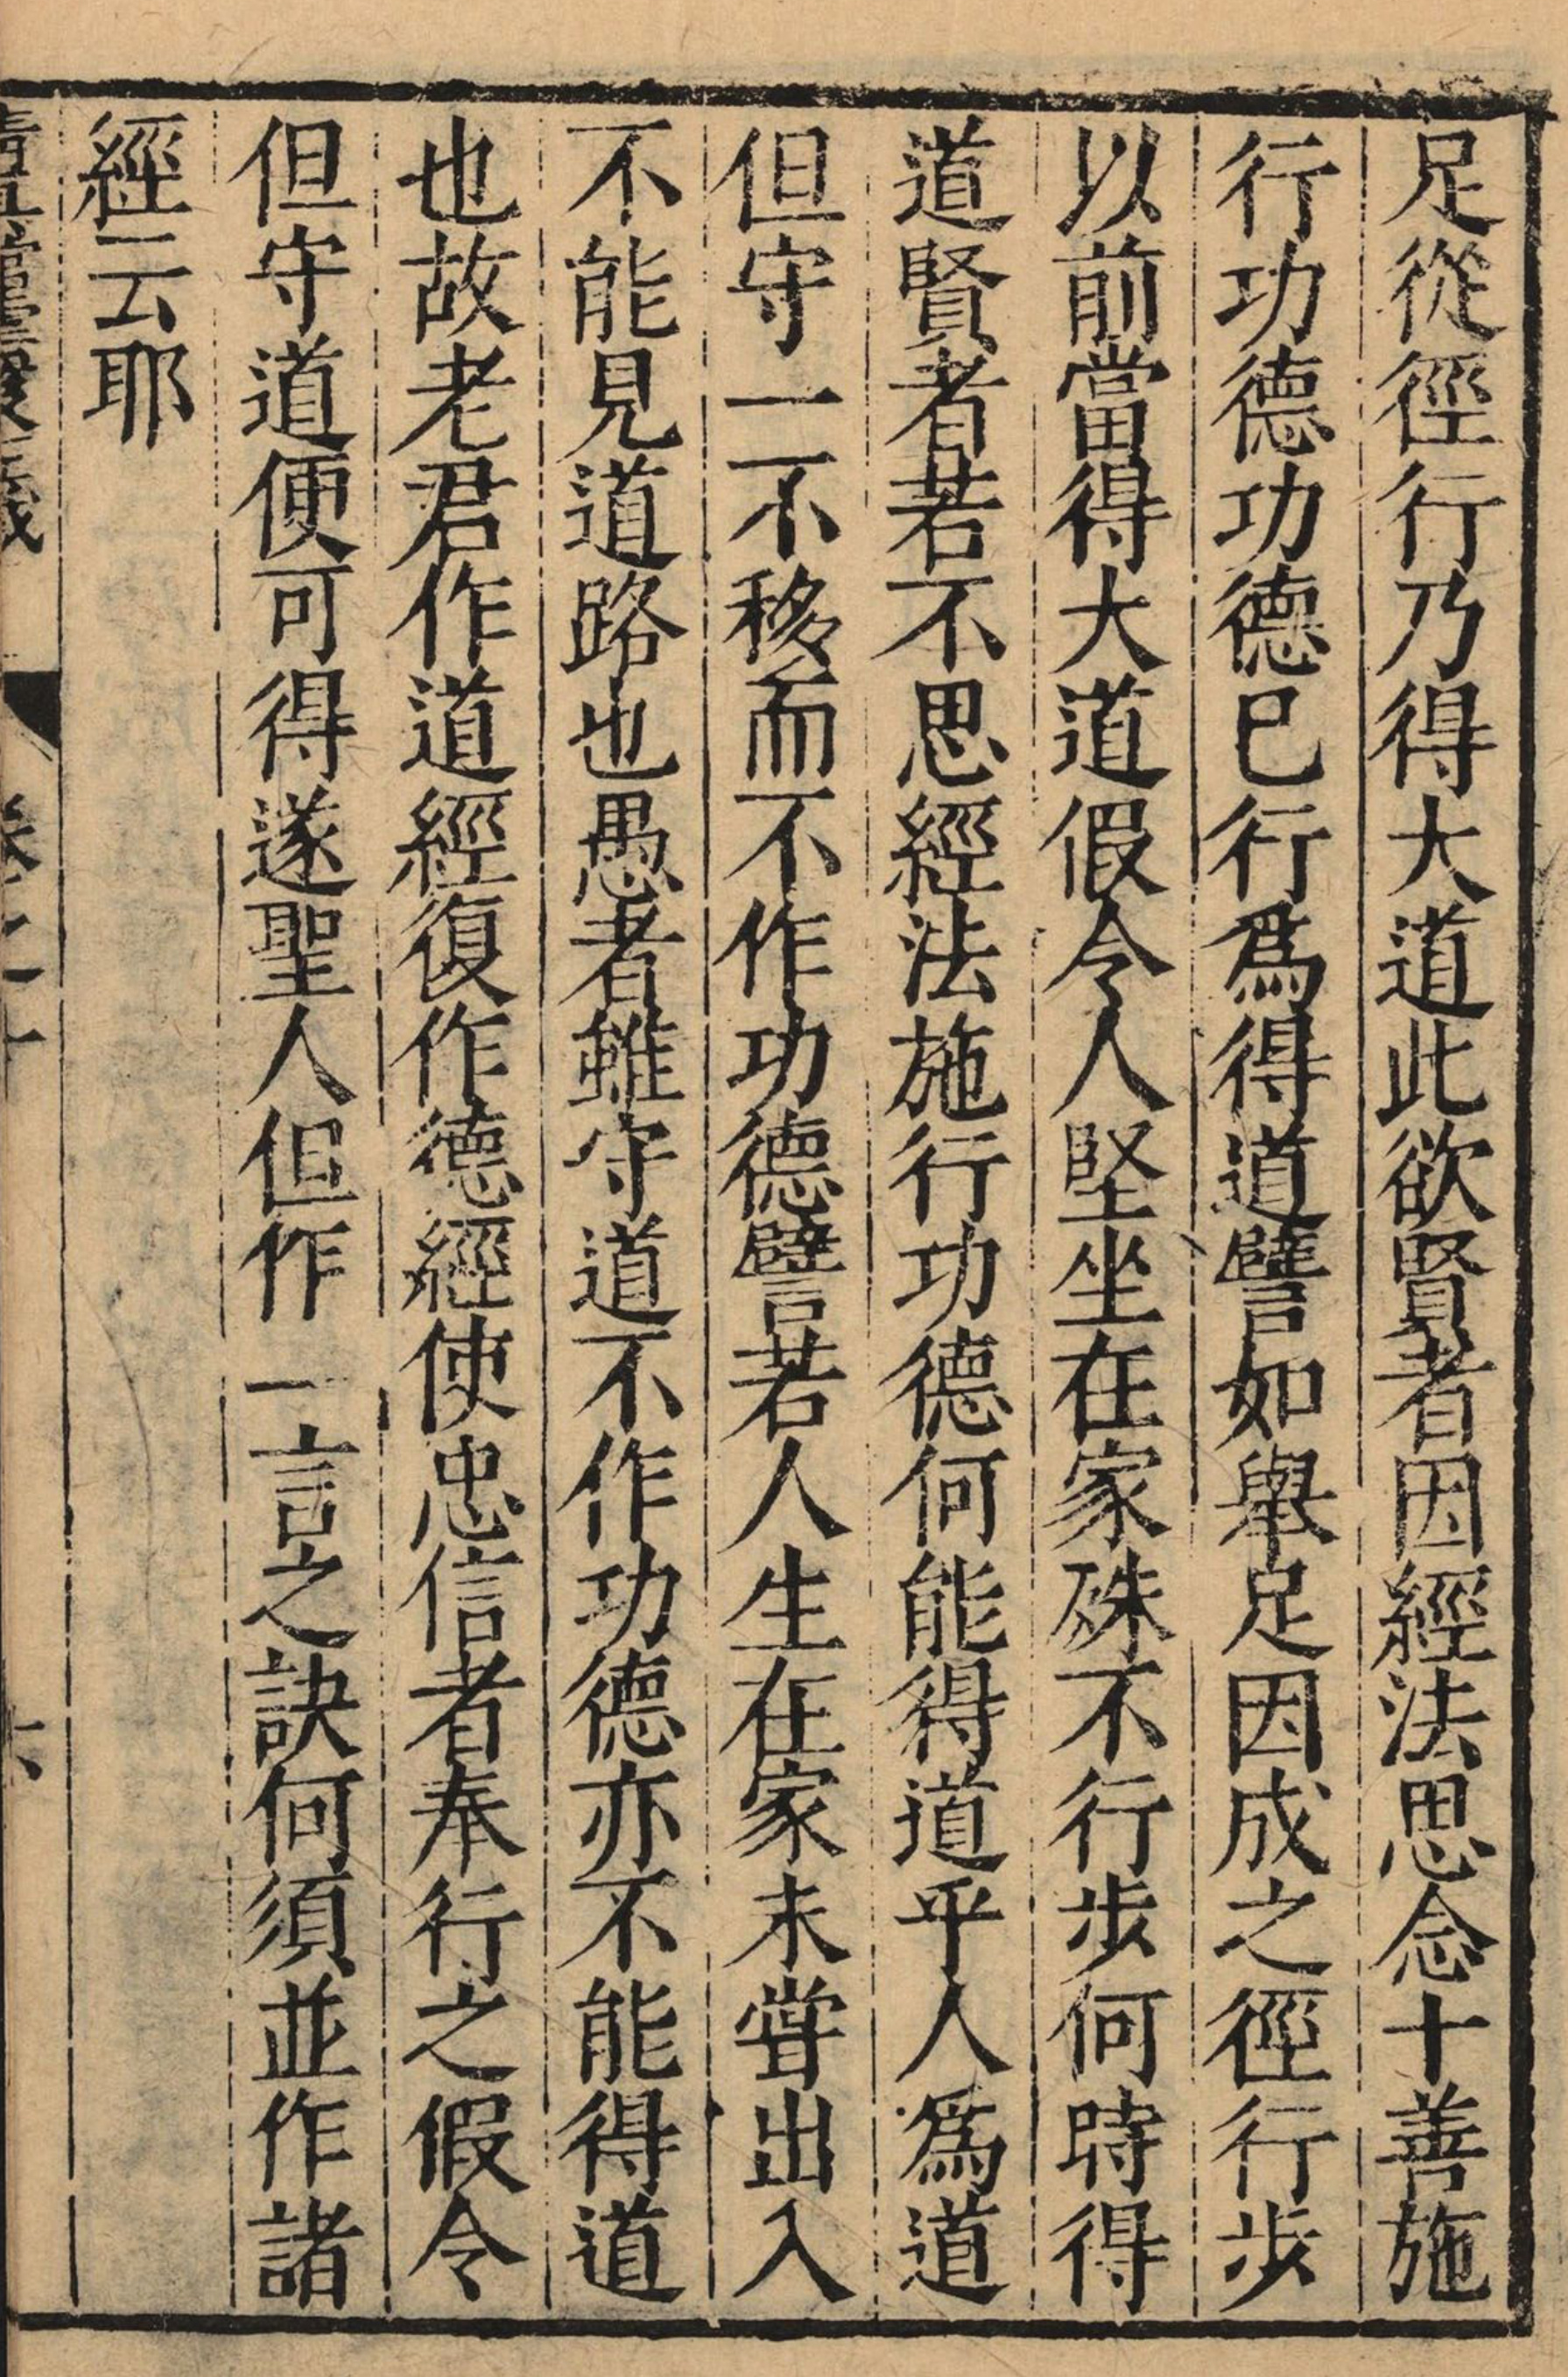 足從徑行乃得大道此欲賢者因經法思念十善施
行功德功德已行爲得道譬如舉足因成之徑行步
以前當得大道假令人堅坐在家殊不行步何時得
道賢者若不思經法施行功德何能得道乎人爲道
但守一不移而不作功德譬若人生在家未甞出入
不能見道路也愚者雖守道不作功德亦不能得道
也故老君作道經復作德經使忠信者奉行之假令
但守道便可得遂聖人但作一言之訣何須並作諸
經云耶